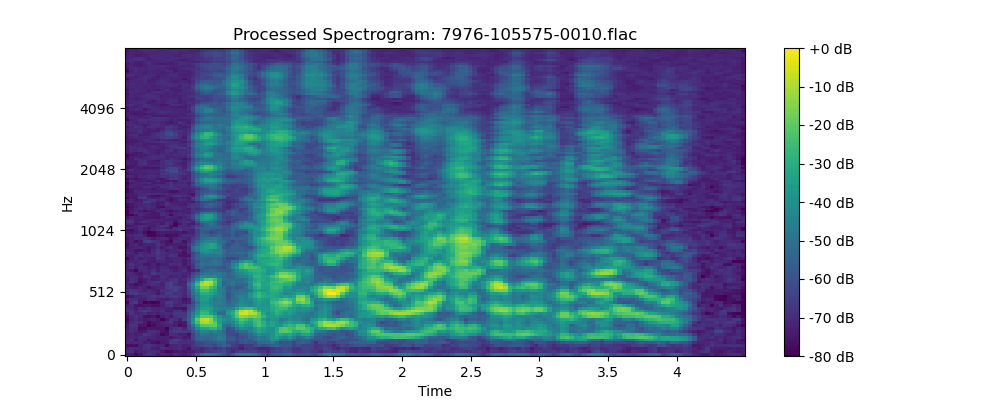 Processed Spectrogram: 7976-105575-0010.flac
Hz
4096
2048
1024
512
0
0 0.5 1 1.5 2 2.5 3 3.5 4
Time
+0 dB
-10 dB
-20 dB
-30 dB
-40 dB
-50 dB
-60 dB
-70 dB
-80 dB